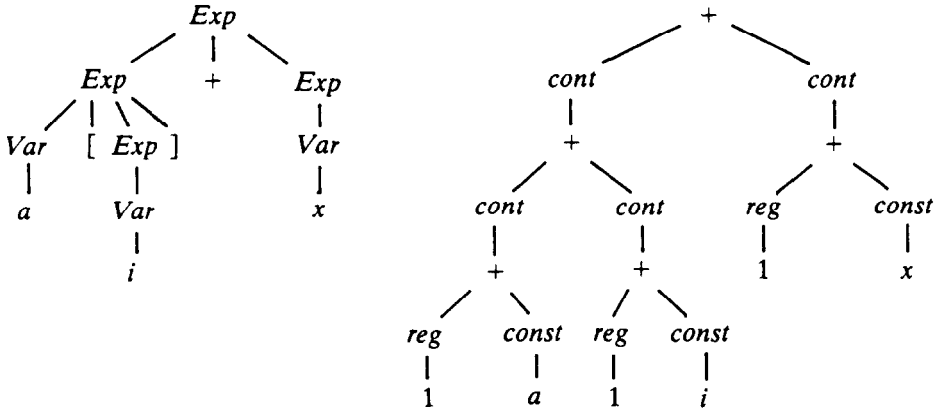 Exp +
Exp + Exp cont cont
Var [ Exp ] Var + +
a Var x cont cont reg const
i + + 1 x
reg const reg const
1 a 1 i